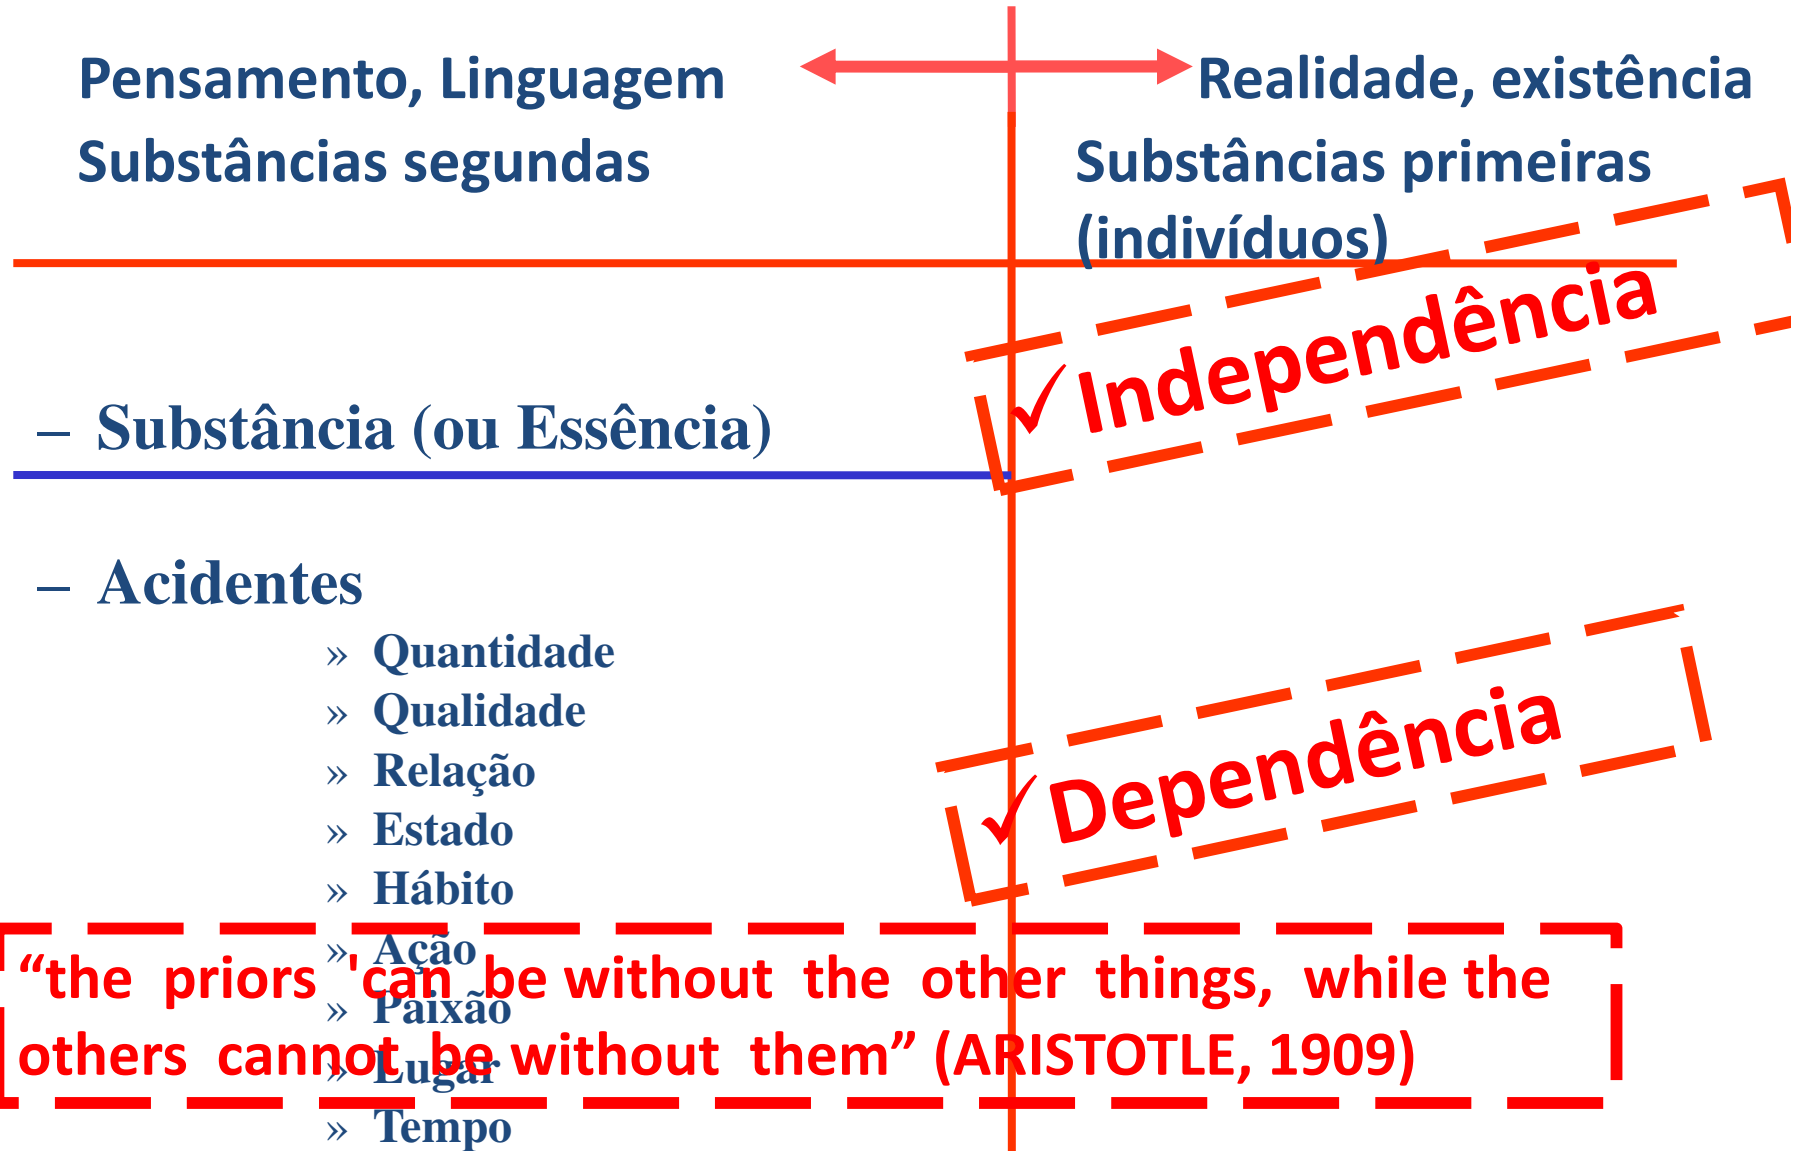 Pensamento, Linguagem
Realidade, existência
Substâncias segundas
Substâncias primeiras
(indivíduos)
✓Independência
– Substância (ou Essência)
– Acidentes
» Quantidade
» Qualidade
» Relação
» Estado
» Hábito
✓Dependência
» Ação
» Paixão
» Lugar
» Tempo
“the priors 'can be without the other things, while the
others cannot be without them” (ARISTOTLE, 1909)